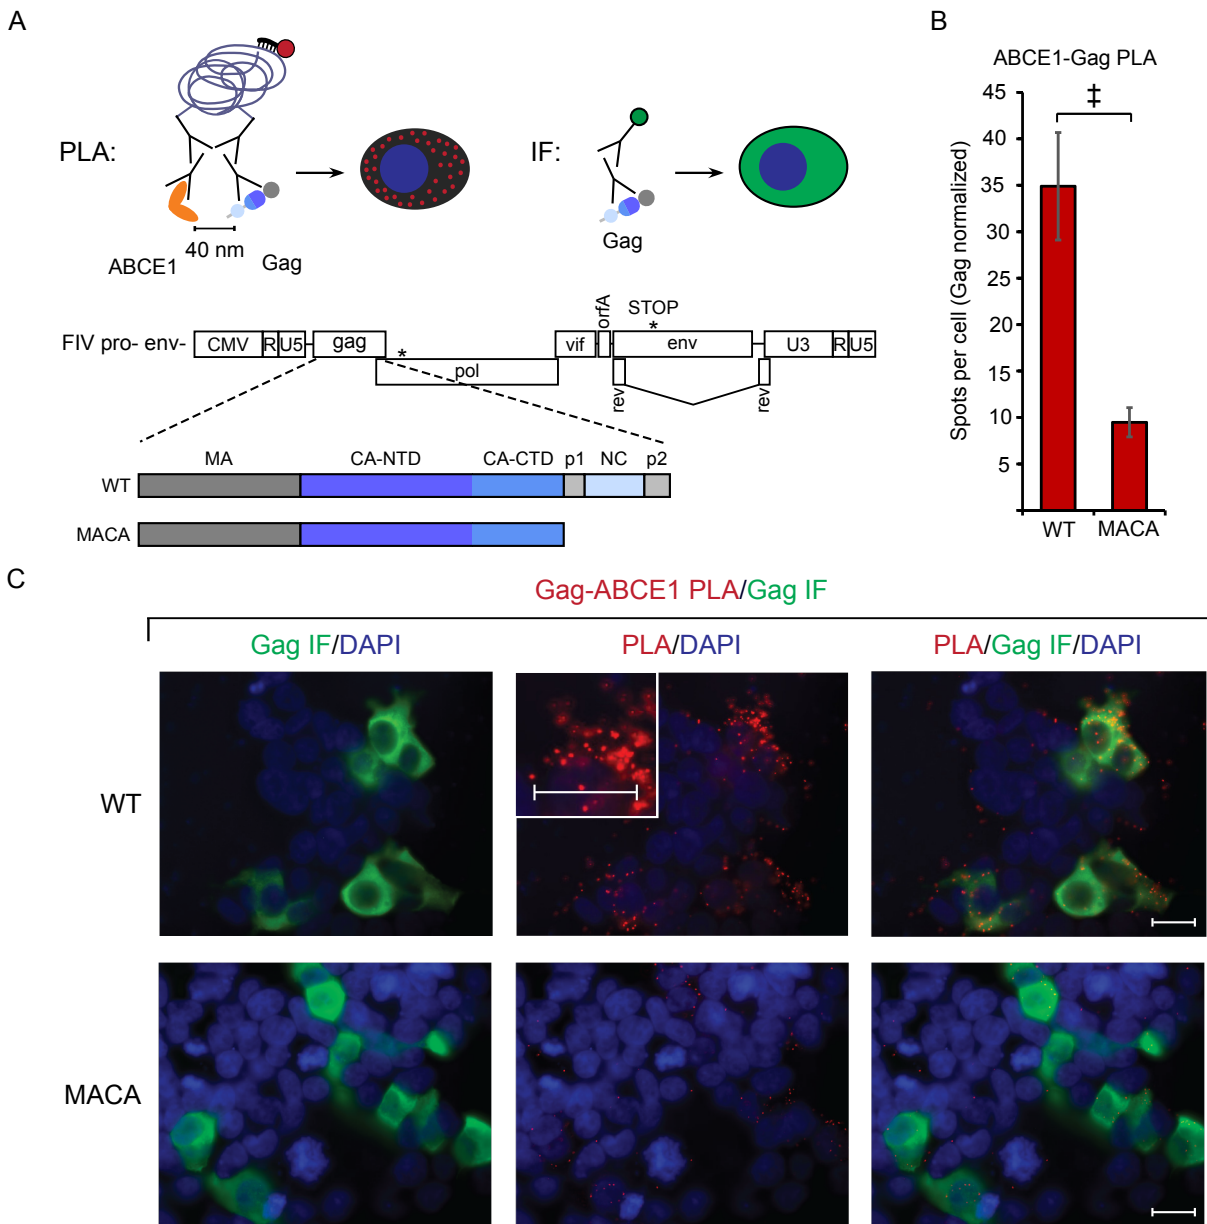 A
PLA:
40 nm
ABCE1
Gag
IF:
Gag
FIV pro- env-
CMV
R
U5
gag
*
pol
vif
orfA
STOP
*
env
rev
rev
U3
R
U5
MA
CA-NTD
CA-CTD
p1
NC
p2
WT
MACA
B
ABCE1-Gag PLA
‡
Spots per cell (Gag normalized)
45
40
35
30
25
20
15
10
5
WT
MACA
C
Gag-ABCE1 PLA/Gag IF
Gag IF/DAPI
PLA/DAPI
PLA/Gag IF/DAPI
WT
MACA